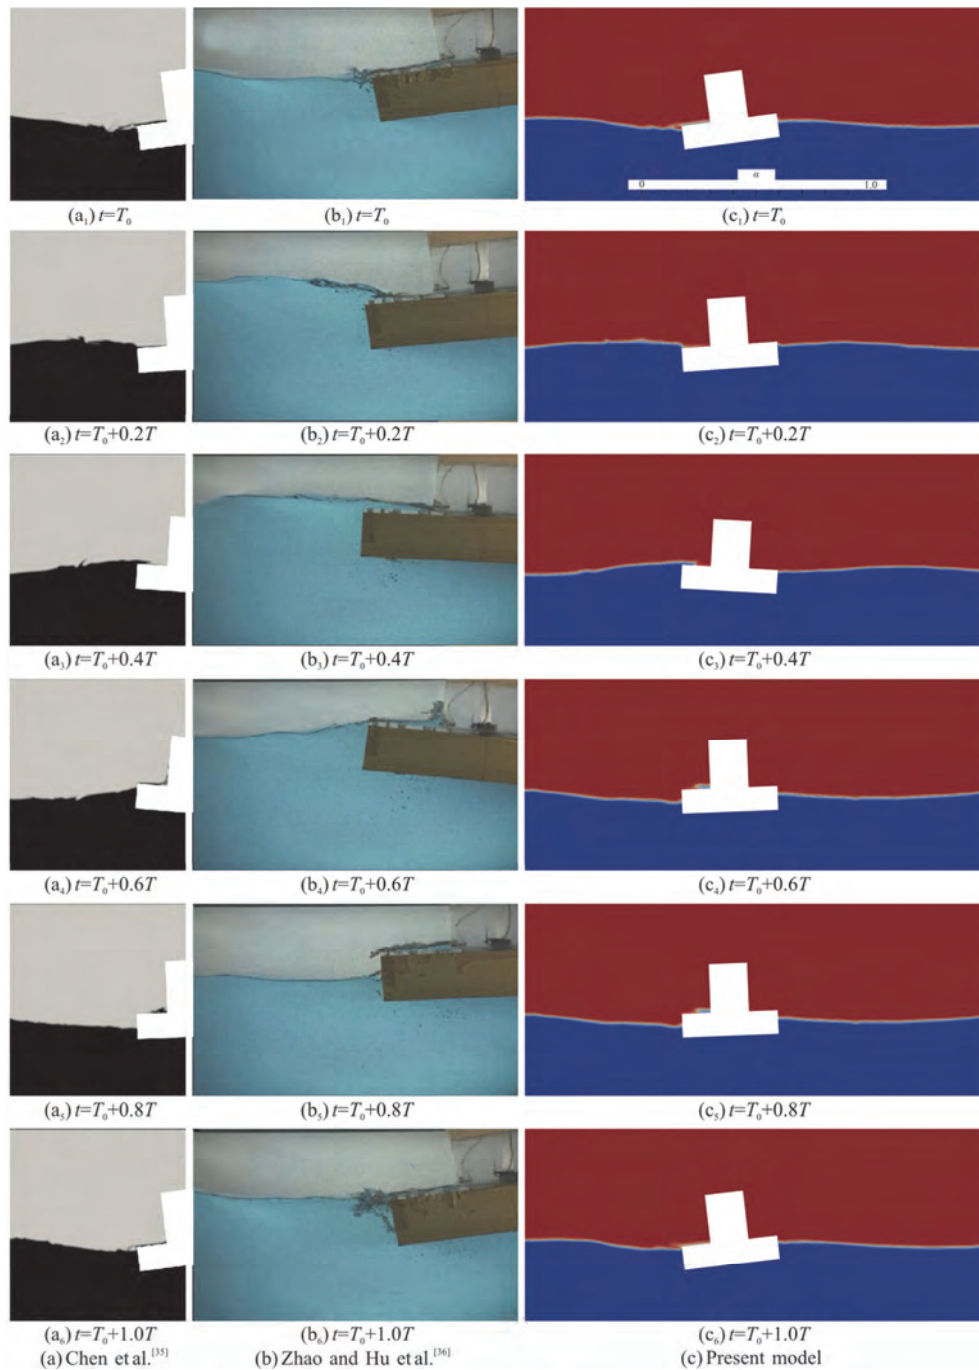 0 α 1.0
(a₁) t=T₀ (b₁) t=T₀ (c₁) t=T₀
(a₂) t=T₀+0.2T (b₂) t=T₀+0.2T (c₂) t=T₀+0.2T
(a₃) t=T₀+0.4T (b₃) t=T₀+0.4T (c₃) t=T₀+0.4T
(a₄) t=T₀+0.6T (b₄) t=T₀+0.6T (c₄) t=T₀+0.6T
(a₅) t=T₀+0.8T (b₅) t=T₀+0.8T (c₅) t=T₀+0.8T
(a₆) t=T₀+1.0T (b₆) t=T₀+1.0T (c₆) t=T₀+1.0T
(a) Chen et al.[35] (b) Zhao and Hu et al.[36] (c) Present model